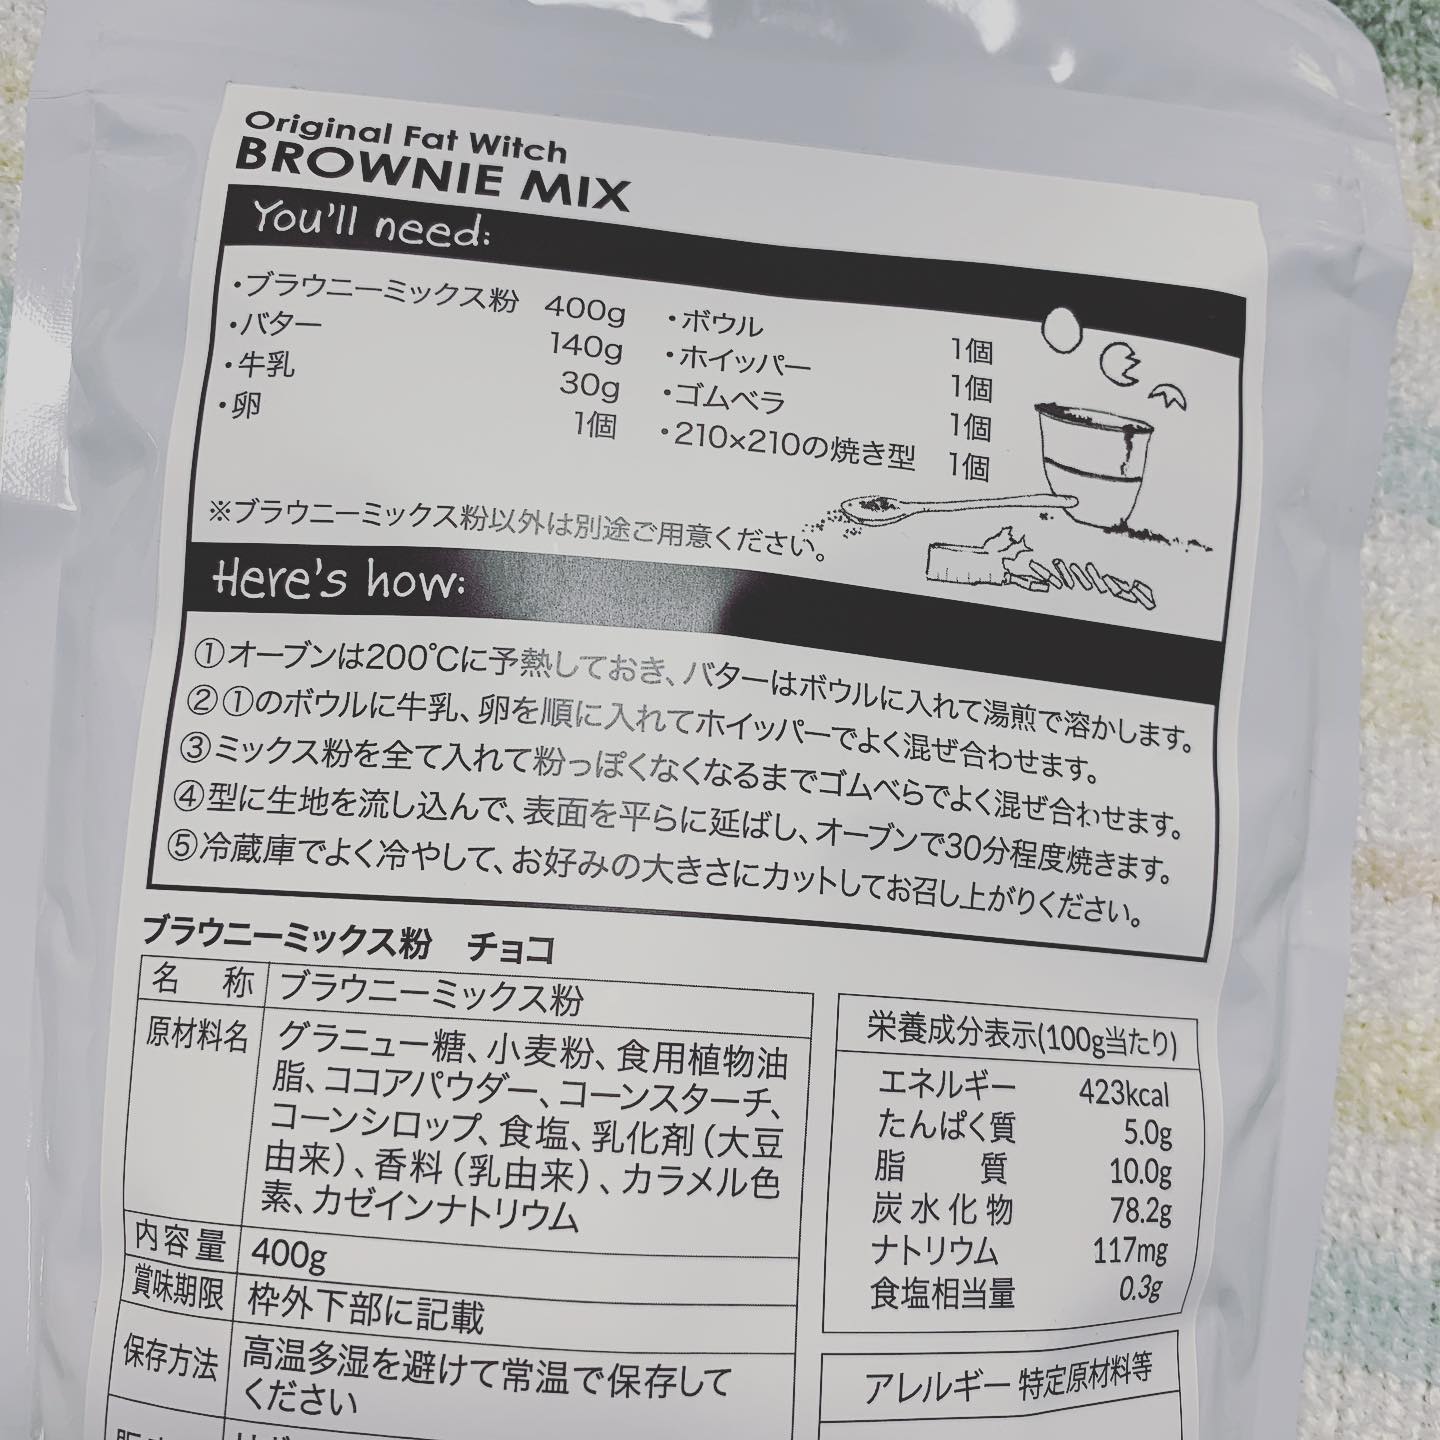 Original Fat Witch
BROWNIE MIX
You'll need:
・ブラウニーミックス粉 400g ・ボウル 1個
・バター 140g ・ホイッパー 1個
・牛乳 30g ・ゴムベラ 1個
・卵 1個 ・210×210の焼き型 1個
※ブラウニーミックス粉以外は別途ご用意ください。
Here's how:
①オーブンは200℃に予熱しておき、バターはボウルに入れて湯煎で溶かします。
②①のボウルに牛乳、卵を順に入れてホイッパーでよく混ぜ合わせます。
③ミックス粉を全て入れて粉っぽくなくなるまでゴムべらでよく混ぜ合わせます。
④型に生地を流し込んで、表面を平らに延ばし、オーブンで30分程度焼きます。
⑤冷蔵庫でよく冷やして、お好みの大きさにカットしてお召し上がりください。
ブラウニーミックス粉 チョコ
名 称 ブラウニーミックス粉
原材料名 グラニュー糖、小麦粉、食用植物油
脂、ココアパウダー、コーンスターチ、
コーンシロップ、食塩、乳化剤(大豆
由来)、香料(乳由来)、カラメル色
素、カゼインナトリウム
内容量 400g
賞味期限 枠外下部に記載
保存方法 高温多湿を避けて常温で保存して
ください
栄養成分表示(100g当たり)
エネルギー 423kcal
たんぱく質 5.0g
脂 質 10.0g
炭水化物 78.2g
ナトリウム 117mg
食塩相当量 0.3g
アレルギー 特定原材料等